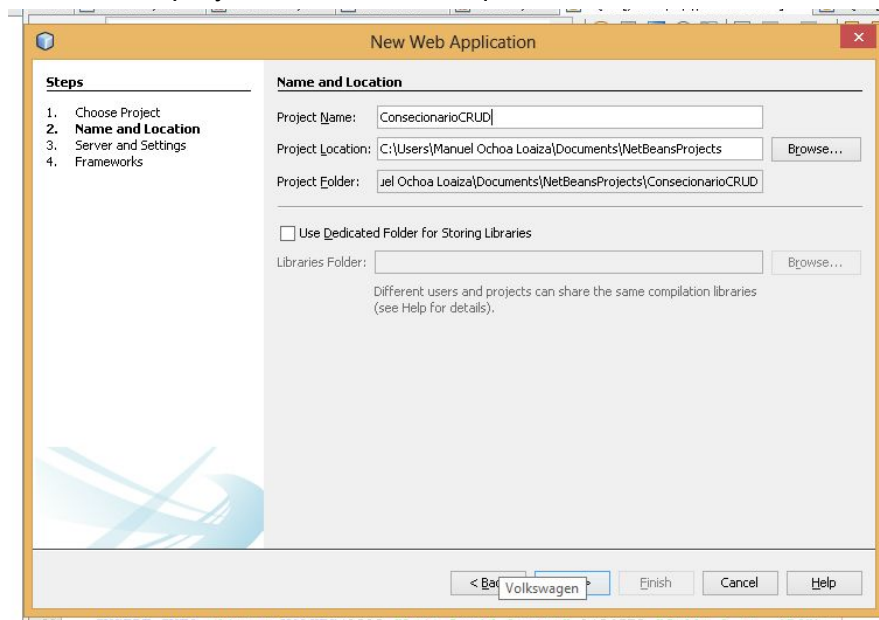 New Web Application
Steps
1. Choose Project
2. Name and Location
3. Server and Settings
4. Frameworks
Name and Location
Project Name: ConsecionarioCRUD
Project Location: C:\Users\Manuel Ochoa Loaiza\Documents\NetBeansProjects Browse...
Project Folder: uel Ochoa Loaiza\Documents\NetBeansProjects\ConsecionarioCRUD
Use Dedicated Folder for Storing Libraries
Libraries Folder: Browse...
Different users and projects can share the same compilation libraries
(see Help for details).
< Ba Volkswagen > Finish Cancel Help